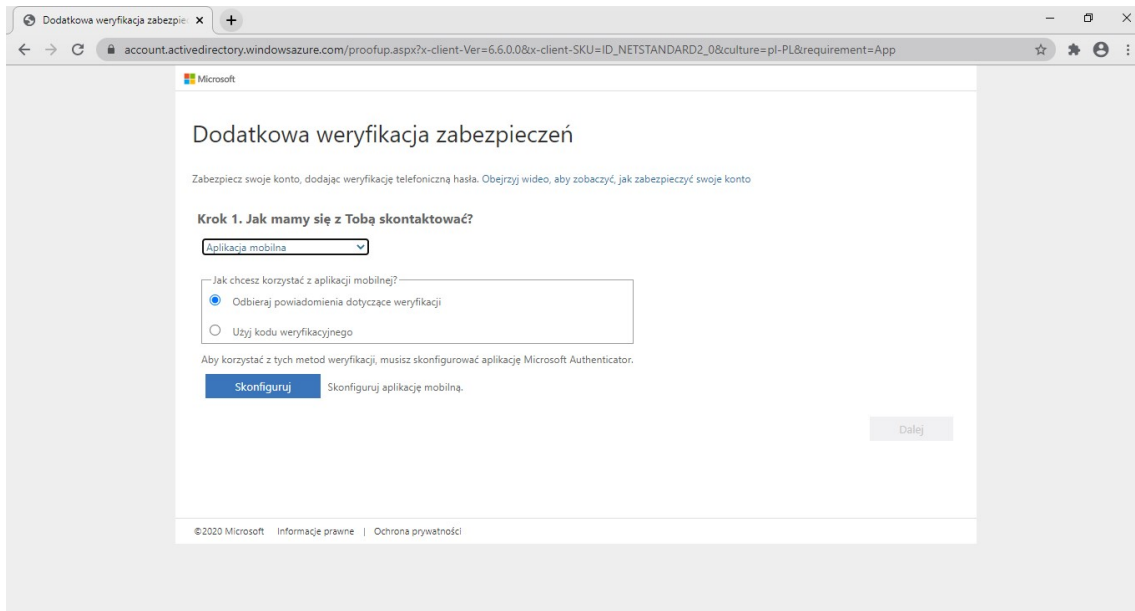 Dodatkowa weryfikacja zabezpie
account.activedirectory.windowsazure.com/proofup.aspx?x-client-Ver=6.6.0.0&x-client-SKU=ID_NETSTANDARD2_0&culture=pl-PL&requirement=App
Microsoft
Dodatkowa weryfikacja zabezpieczeń
Zabezpiecz swoje konto, dodając weryfikację telefoniczną hasła. Obejrzyj wideo, aby zobaczyć, jak zabezpieczyć swoje konto
Krok 1. Jak mamy się z Tobą skontaktować?
Aplikacja mobilna
Jak chcesz korzystać z aplikacji mobilnej?
Odbieraj powiadomienia dotyczące weryfikacji
Użyj kodu weryfikacyjnego
Aby korzystać z tych metod weryfikacji, musisz skonfigurować aplikację Microsoft Authenticator.
Skonfiguruj Skonfiguruj aplikację mobilną.
Dalej
©2020 Microsoft Informacje prawne | Ochrona prywatności